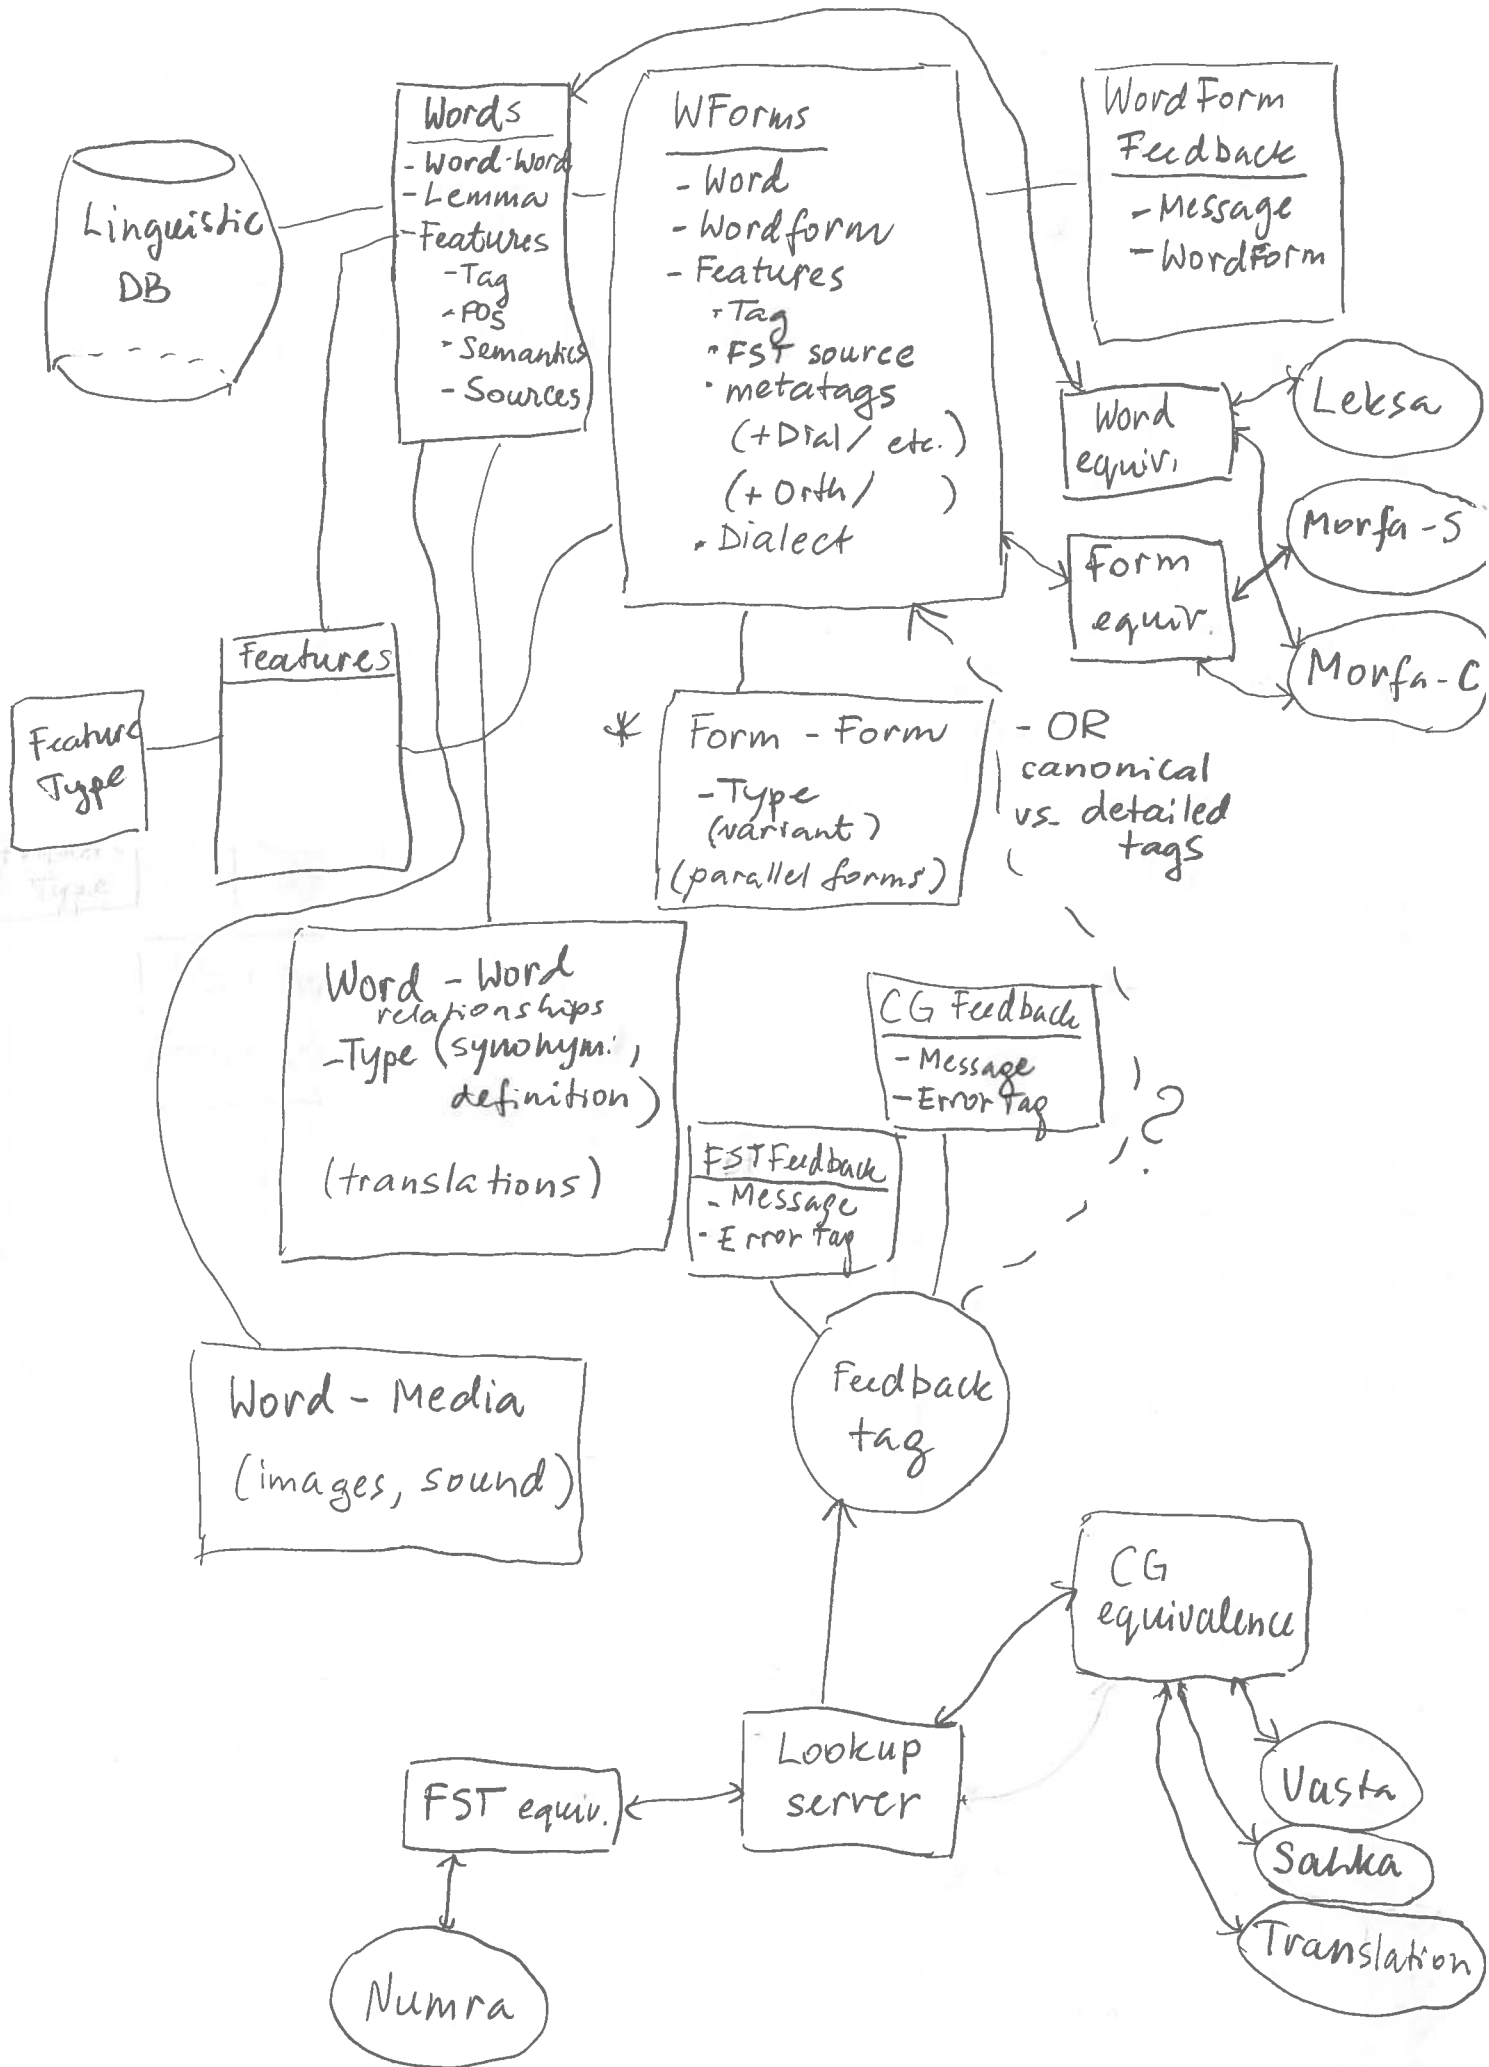 Linguistic
DB
Words
- Word-Word
- Lemma
- Features
- Tag
- POS
- Semantics
- Sources
WForms
- Word
- Wordform
- Features
- Tag
- FST source
- metatags
(+Dial/ etc.)
(+Orth/ )
- Dialect
WordForm
Feedback
- Message
- WordForm
Word
equiv.
Leksa
Form
equiv.
Morfa-S
Morfa-C
Feature
Type
Features
* Form - Form
- Type
(variant)
(parallel forms)
- OR
canonical
vs. detailed
tags
Word - Word
relationships
- Type (synonym,
definition)
(translations)
CG Feedback
- Message
- Error tag
?
FST Feedback
- Message
- Error tag
Feedback
tag
Word - Media
(images, sound)
CG
equivalence
Lookup
server
FST equiv.
Vasta
Sahka
Translation
Numra
Type